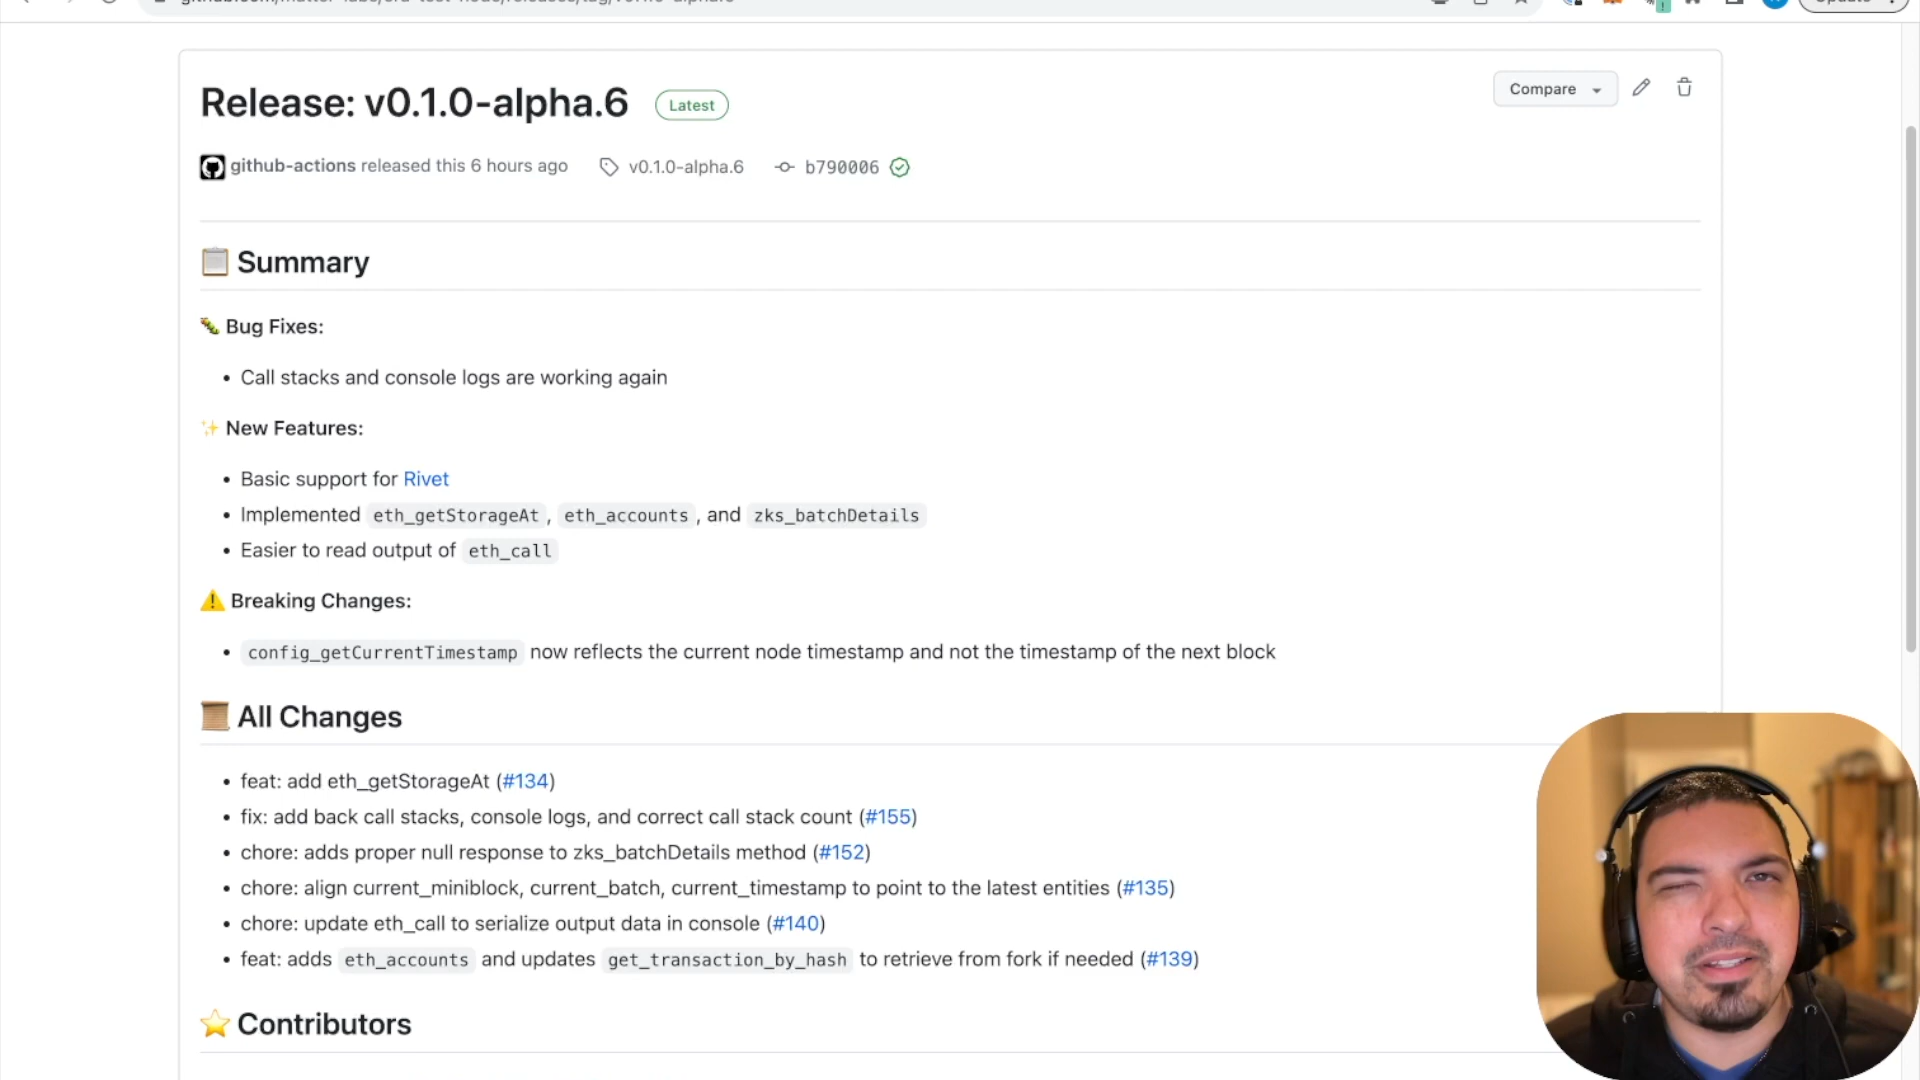 Release: v0.1.0-alpha.6 Latest
Compare
github-actions released this 6 hours ago v0.1.0-alpha.6 b790006
Summary
Bug Fixes:
Call stacks and console logs are working again
New Features:
Basic support for Rivet
Implemented eth_getStorageAt, eth_accounts, and zks_batchDetails
Easier to read output of eth_call
Breaking Changes:
config_getCurrentTimestamp now reflects the current node timestamp and not the timestamp of the next block
All Changes
feat: add eth_getStorageAt (#134)
fix: add back call stacks, console logs, and correct call stack count (#155)
chore: adds proper null response to zks_batchDetails method (#152)
chore: align current_miniblock, current_batch, current_timestamp to point to the latest entities (#135)
chore: update eth_call to serialize output data in console (#140)
feat: adds eth_accounts and updates get_transaction_by_hash to retrieve from fork if needed (#139)
Contributors